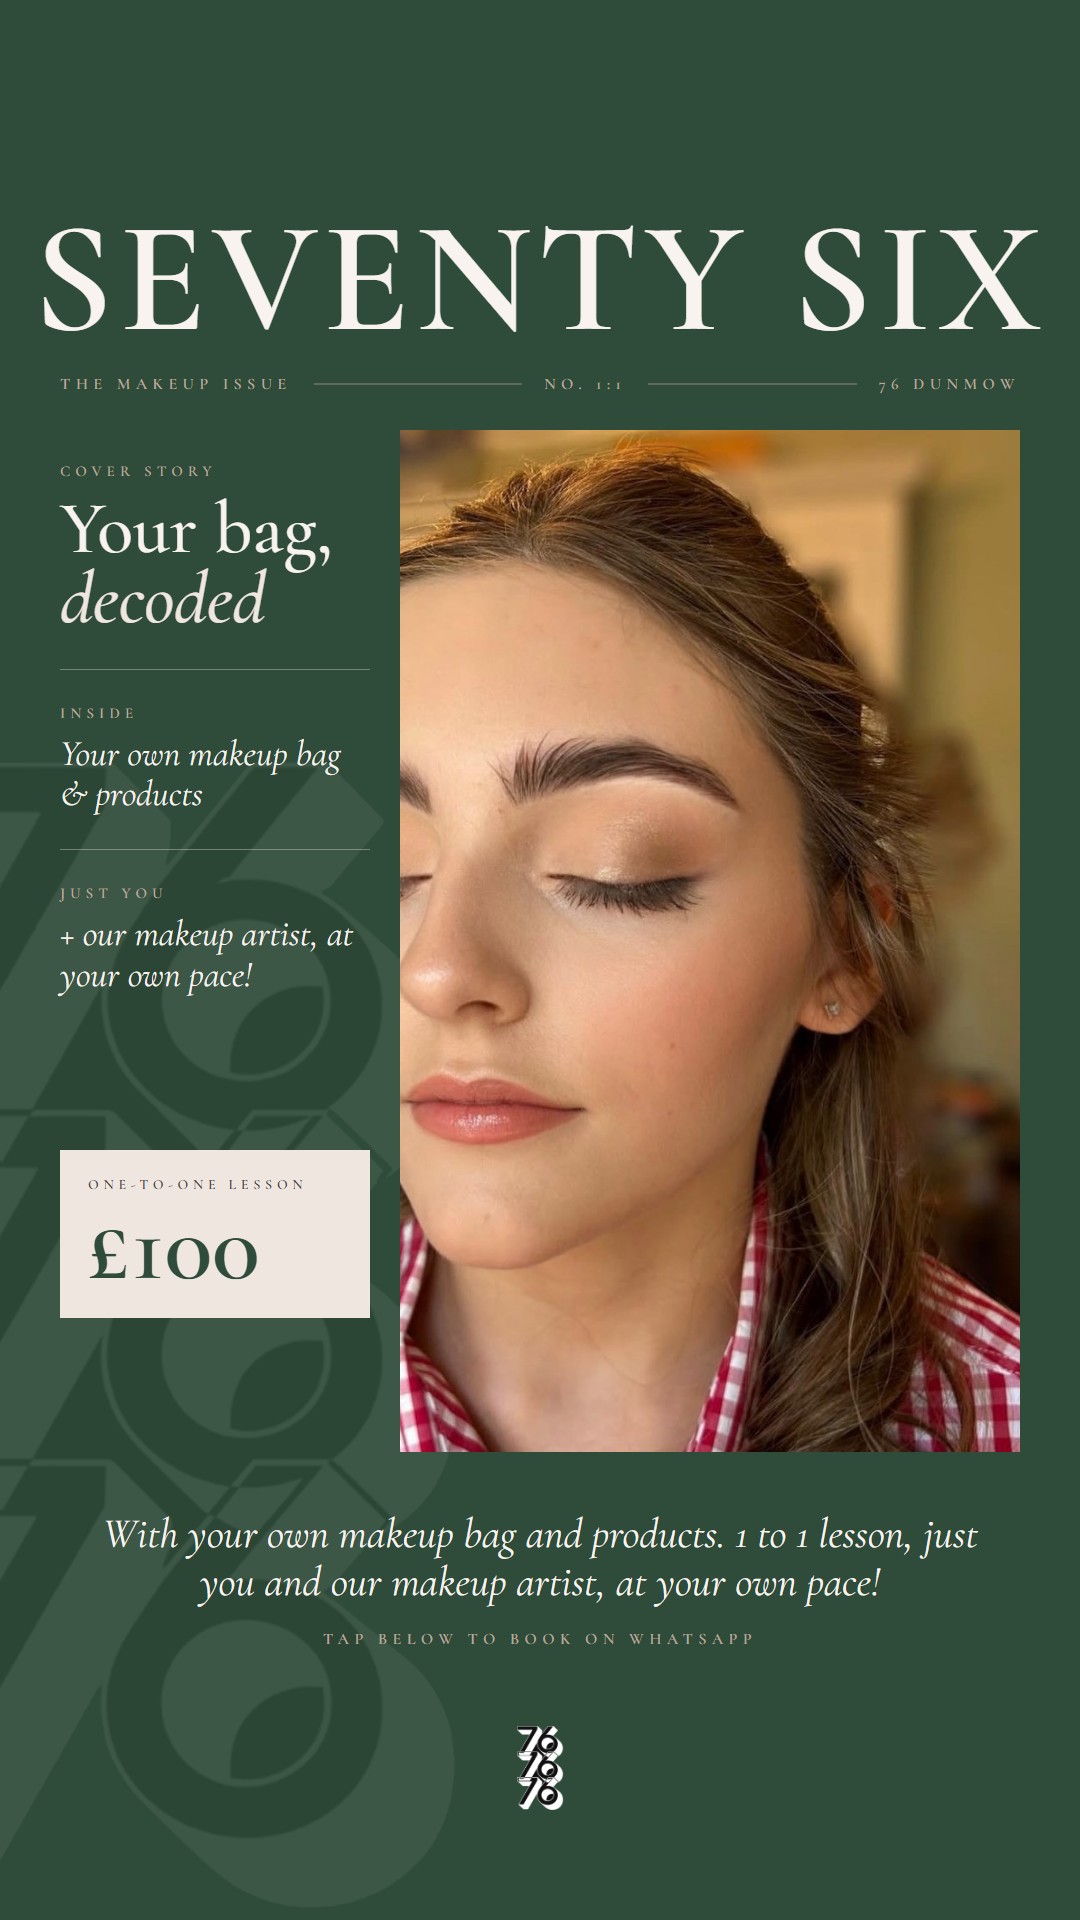 SEVENTY SIX
THE MAKEUP ISSUE
NO. 1:1
76 DUNMOW
COVER STORY
Your bag,
decoded
INSIDE
Your own makeup bag
& products
JUST YOU
+ our makeup artist, at
your own pace!
ONE-TO-ONE LESSON
£100
With your own makeup bag and products. 1 to 1 lesson, just
you and our makeup artist, at your own pace!
TAP BELOW TO BOOK ON WHATSAPP
76
76
76